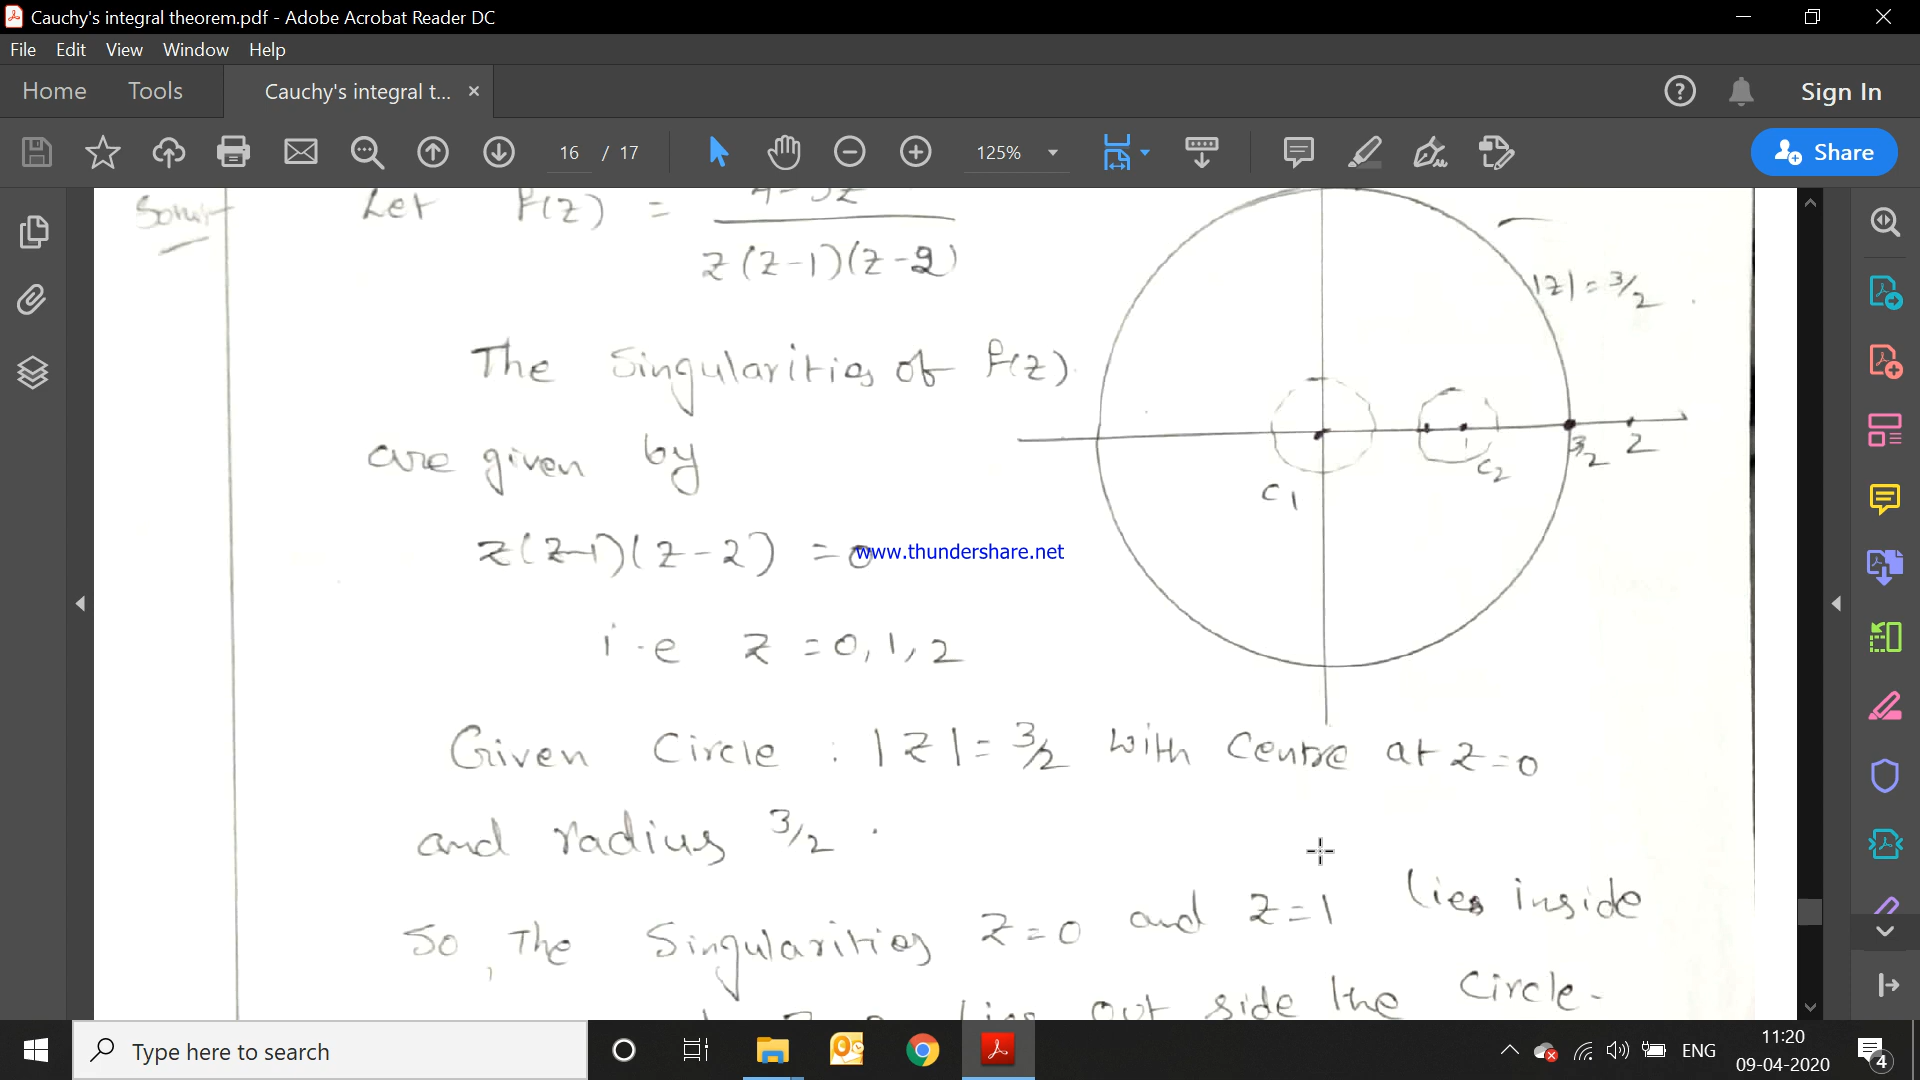 Cauchy's integral theorem.pdf - Adobe Acrobat Reader DC
File Edit View Window Help
Home Tools Cauchy's integral t... × Sign In
16 / 17 125% Share
Let f(z) =
z(z-1)(z-2)
|z| = 3/2
The Singularities of f(z)
are given by
3/2 2
1
C2
C1
z(z-1)(z-2) = 0
www.thundershare.net
i.e z = 0, 1, 2
Given Circle : |z| = 3/2 with Centre at z=0
and radius 3/2 .
So, The Singularities z=0 and z=1 lies inside
out side the Circle.
Type here to search
ENG
11:20
09-04-2020
4